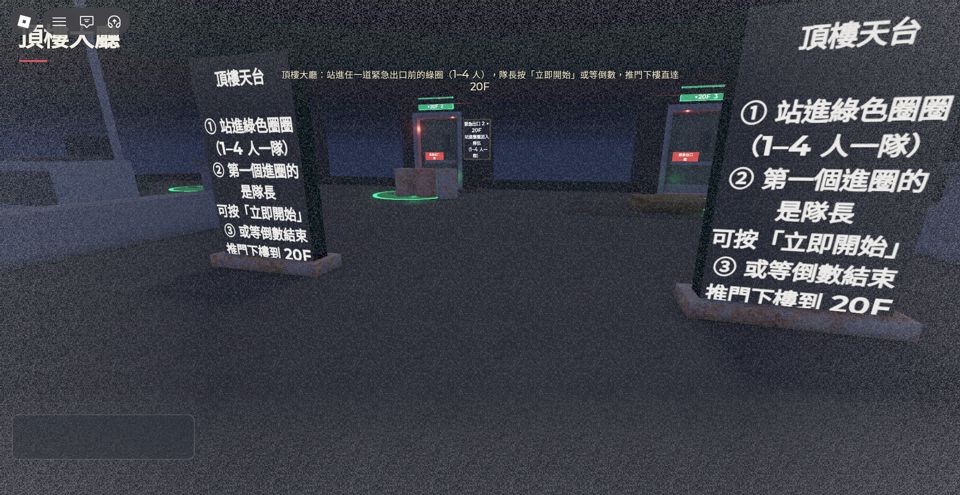 頂樓大廳
頂樓大廳：站進任一道緊急出口前的綠圈（1–4 人），隊長按「立即開始」或等倒數，推門下樓直達
20F
頂樓天台
① 站進綠色圈圈
（1–4 人一隊）
② 第一個進圈的
是隊長
可按「立即開始」
③ 或等倒數結束
推門下樓到 20F
頂樓天台
① 站進綠色圈圈
（1–4 人一隊）
② 第一個進圈的
是隊長
可按「立即開始」
③ 或等倒數結束
推門下樓到 20F
20F